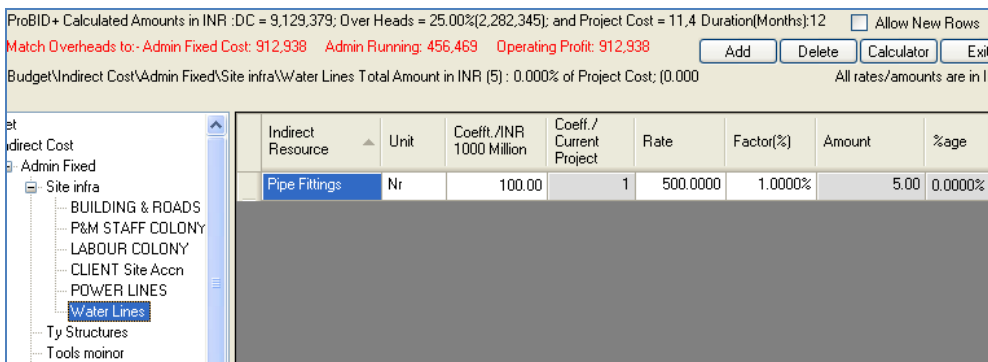 ProBID+ Calculated Amounts in INR :DC = 9,129,379; Over Heads = 25.00%(2,282,345); and Project Cost = 11,4 Duration(Months):12 Allow New Rows
Match Overheads to:- Admin Fixed Cost: 912,938 Admin Running: 456,469 Operating Profit: 912,938 Add Delete Calculator Exit
Budget\Indirect Cost\Admin Fixed\Site infra\Water Lines Total Amount in INR (5) : 0.000% of Project Cost; (0.000 All rates/amounts are in I
et
ndirect Cost
Admin Fixed
Site infra
BUILDING & ROADS
P&M STAFF COLONY
LABOUR COLONY
CLIENT Site Accn
POWER LINES
Water Lines
Ty Structures
Tools moinor
Indirect Resource Unit Coefft./INR 1000 Million Coeff./ Current Project Rate Factor(%) Amount %age
Pipe Fittings Nr 100.00 1 500.0000 1.0000% 5.00 0.0000%